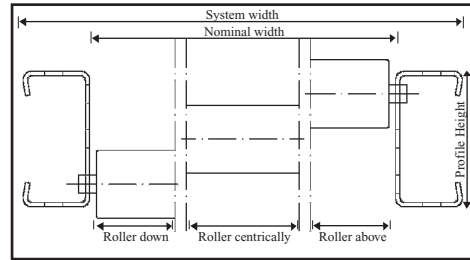 System width
Nominal width
Profile Height
Roller down
Roller centrically
Roller above